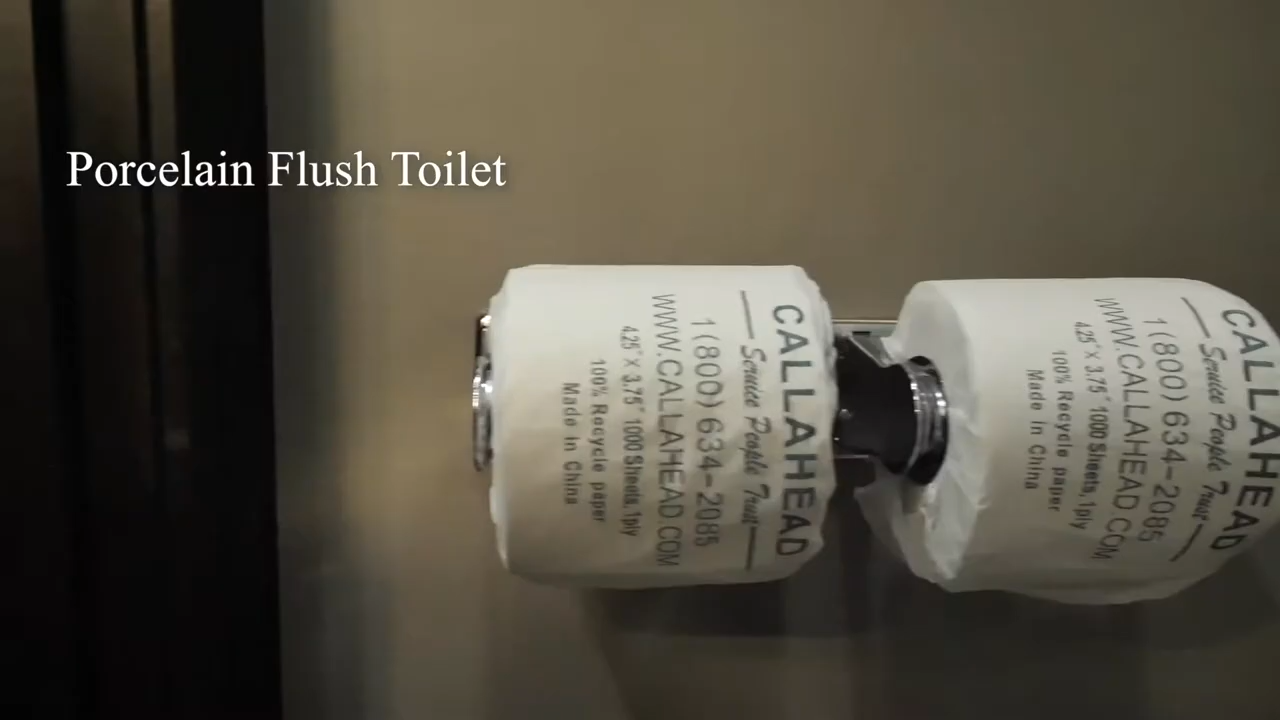 Porcelain Flush Toilet
CALLAHEAD
Service People Trust
1(800) 634-2085
WWW.CALLAHEAD.COM
4.25" X 3.75" 1000 Sheets,1ply
100% Recycle paper
Made in China
CALLAHEAD
Service People Trust
1(800) 634-2085
WWW.CALLAHEAD.COM
4.25" X 3.75" 1000 Sheets,1ply
100% Recycle paper
Made in China